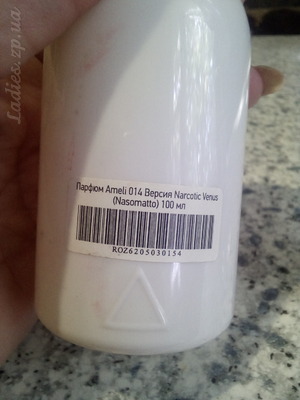 Ladies.zp.ua
Парфюм Ameli 014 Версия Narcotic Venus
(Nasomatto) 100 мл
ROZ6205030154